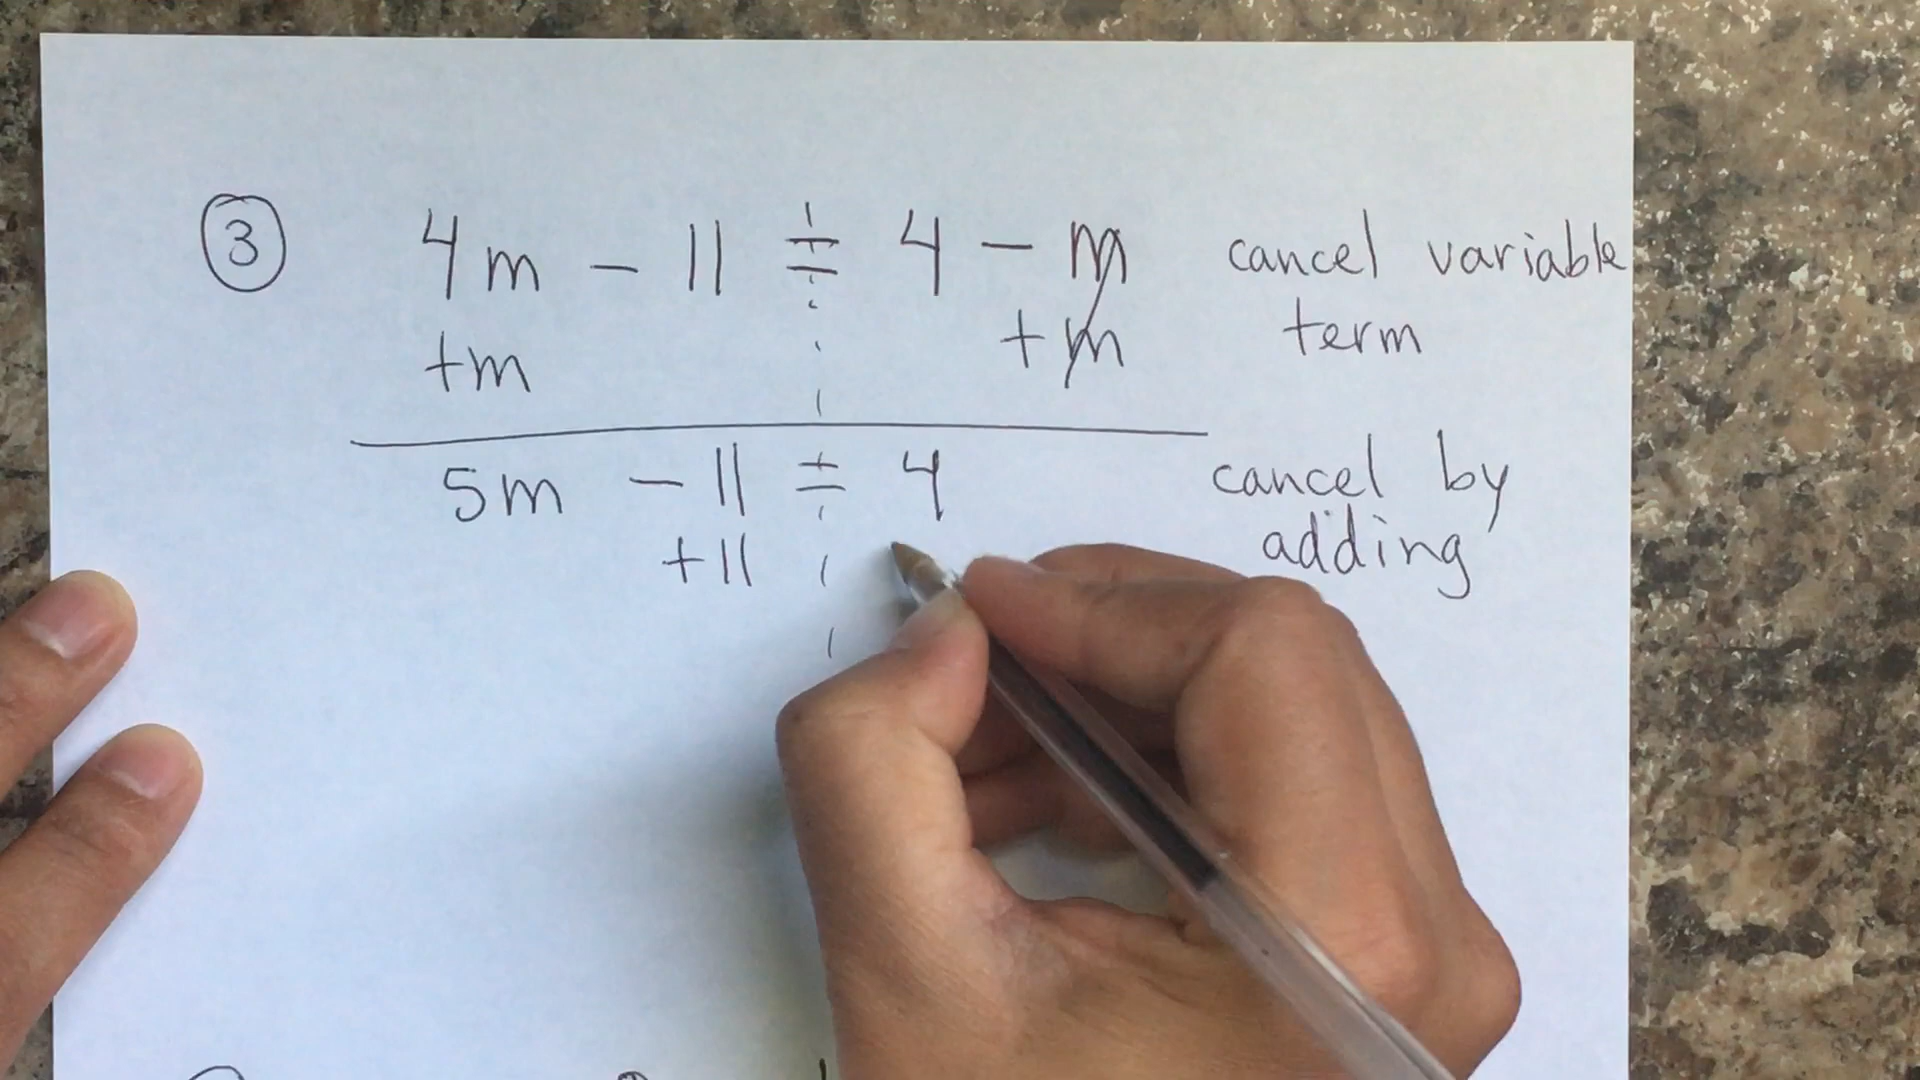 ③ 4m - 11 = 4 - m cancel variable
+m +m term
5m - 11 = 4 cancel by
+11 adding